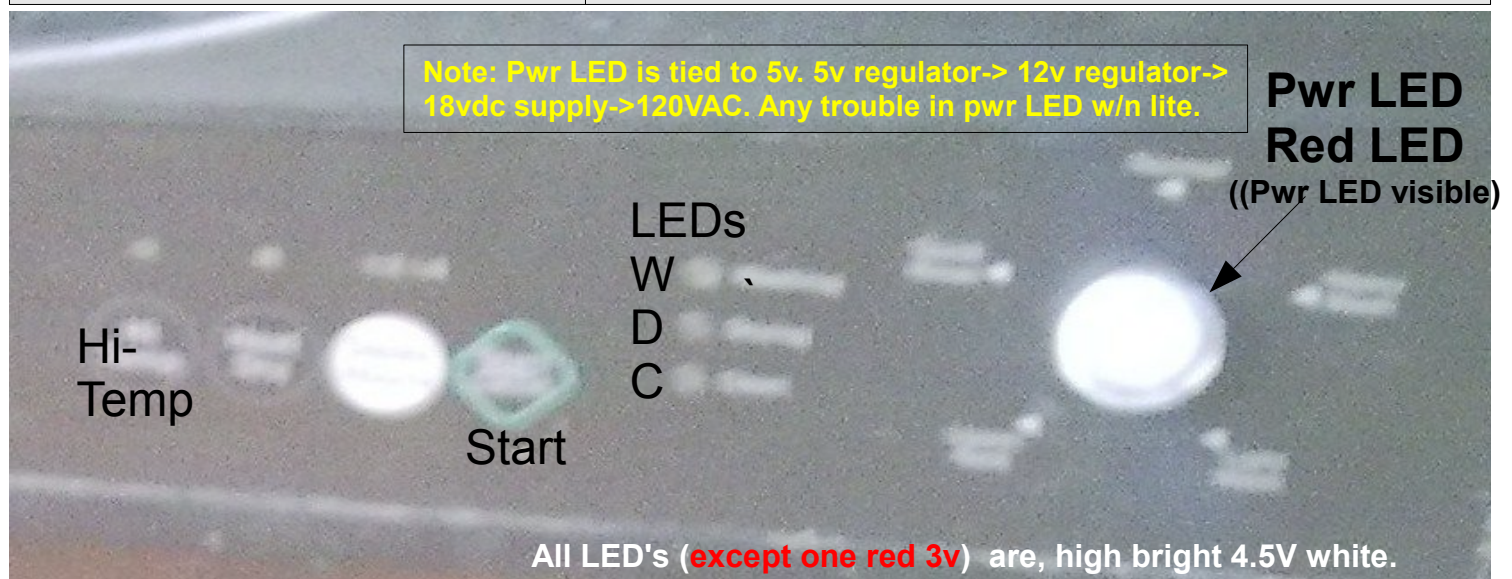 Note: Pwr LED is tied to 5v. 5v regulator-> 12v regulator->
18vdc supply->120VAC. Any trouble in pwr LED w/n lite.
Pwr LED
Red LED
((Pwr LED visible)
LEDs
W
D
C
Hi-
Temp
Start
All LED's (except one red 3v) are, high bright 4.5V white.